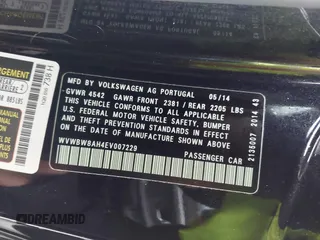 MFD BY VOLKSWAGEN AG PORTUGAL 05/14
GVWR 4542 GAWR FRONT 2381 / REAR 2205 LBS
THIS VEHICLE CONFORMS TO ALL APPLICABLE
U.S. FEDERAL MOTOR VEHICLE SAFETY, BUMPER, AND
THEFT PREVENTION STANDARDS IN EFFECT ON THE
DATE OF MANUFACTURE SHOWN ABOVE.
WVWBW8AH4EV007229
PASSENGER CAR
2135007 2014 43
DREAMBID